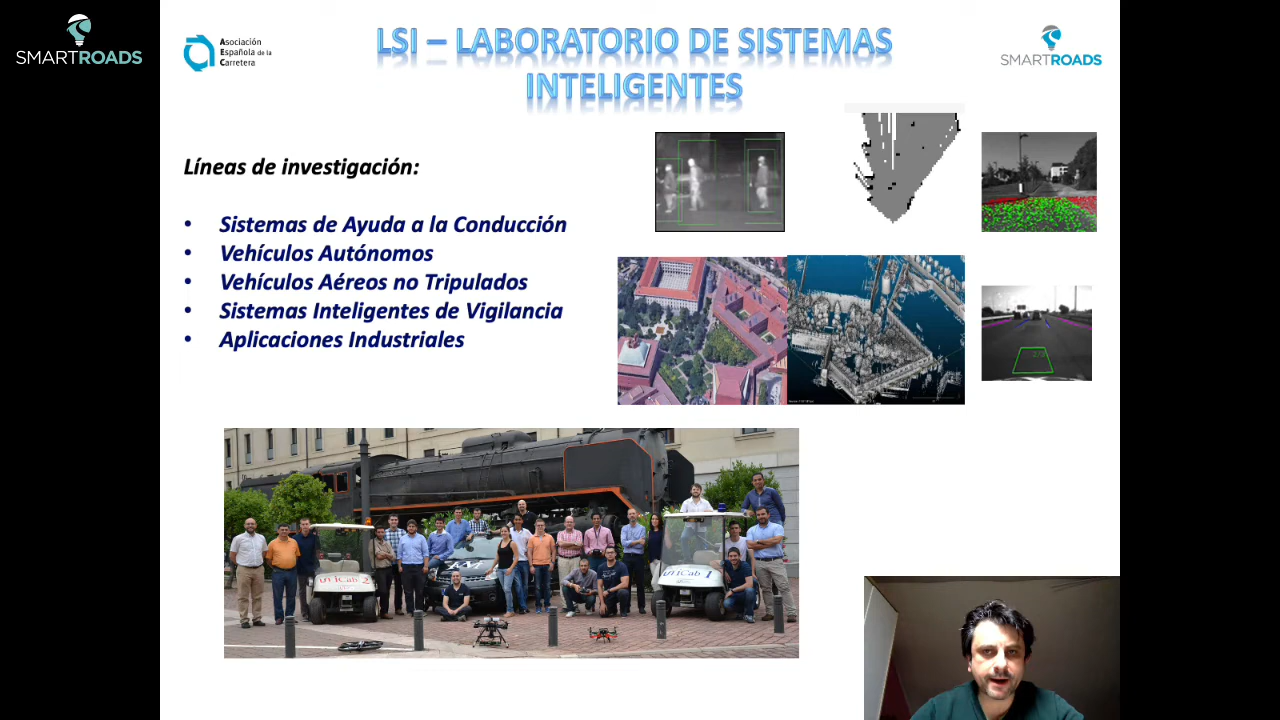 SMARTROADS
Asociación
Española de la
Carretera
LSI – LABORATORIO DE SISTEMAS
INTELIGENTES
SMARTROADS
Líneas de investigación:
• Sistemas de Ayuda a la Conducción
• Vehículos Autónomos
• Vehículos Aéreos no Tripulados
• Sistemas Inteligentes de Vigilancia
• Aplicaciones Industriales